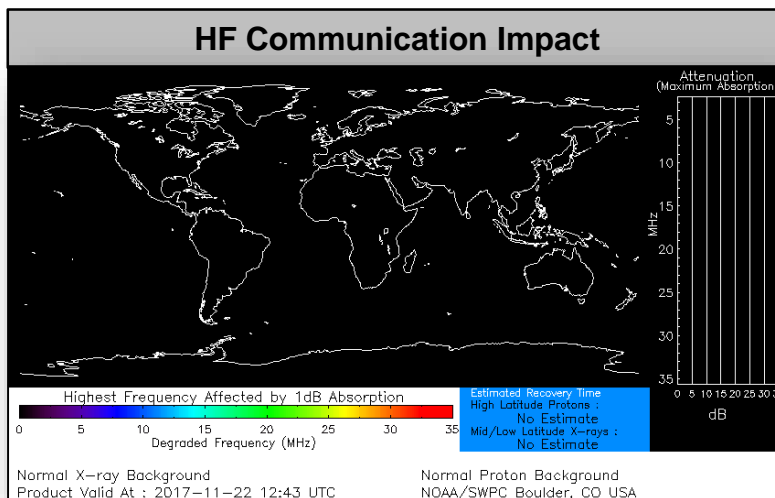 HF Communication Impact
Attenuation
(Maximum Absorption
5
10
15
20
25
30
35
MHz
0 5 10 15 20 25 30
dB
Highest Frequency Affected by 1dB Absorption
0 5 10 15 20 25 30 35
Degraded Frequency (MHz)
Estimated Recovery Time
High Latitude Protons :
No Estimate
Mid/Low Latitude X-rays :
No Estimate
Normal X-ray Background
Product Valid At : 2017-11-22 12:43 UTC
Normal Proton Background
NOAA/SWPC Boulder, CO USA